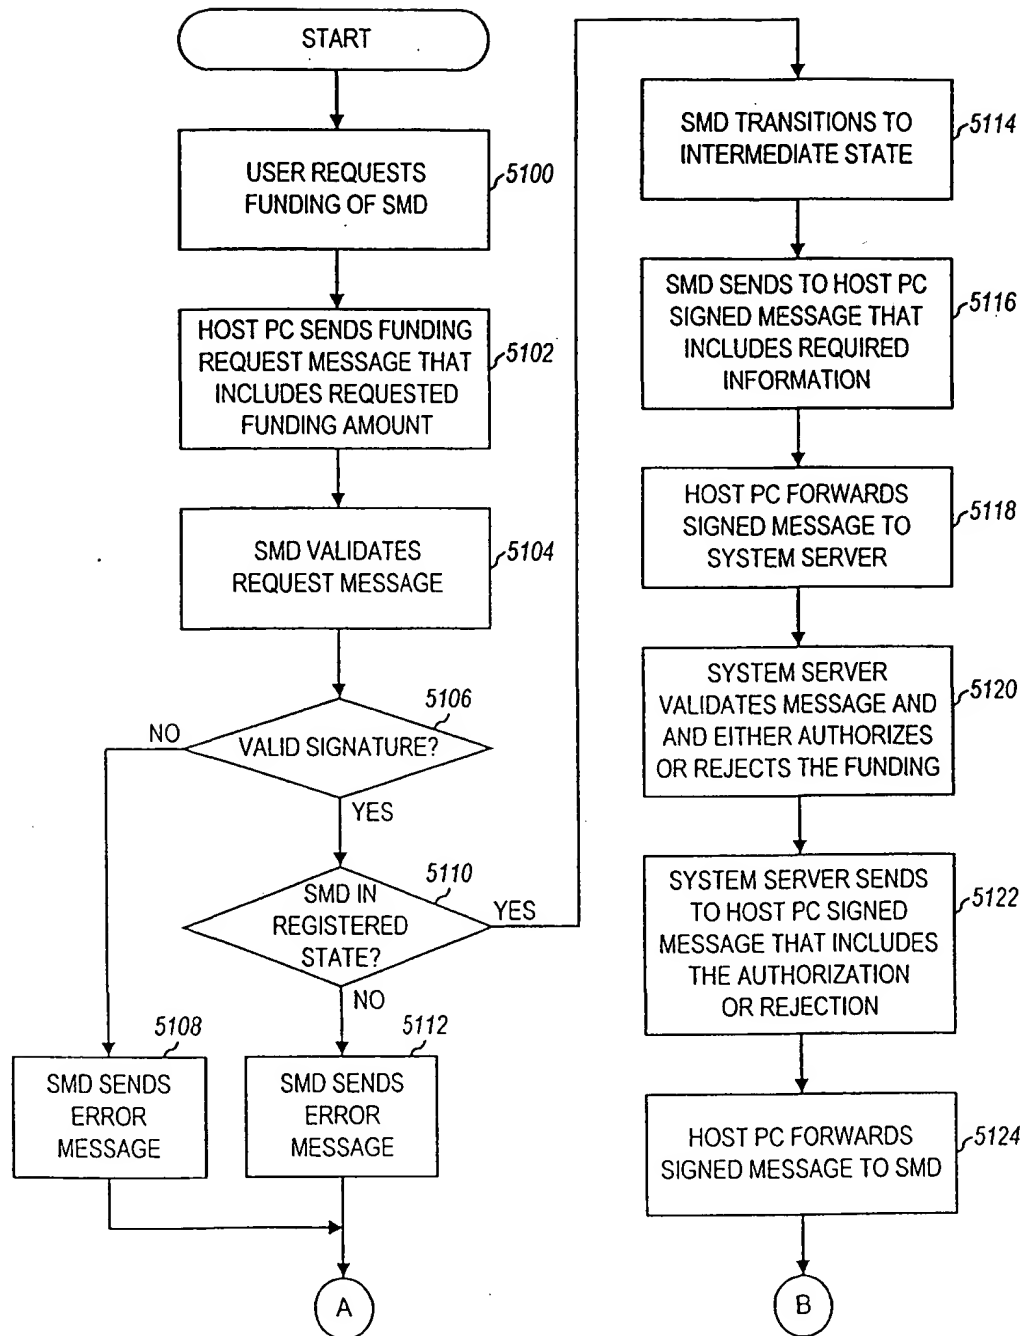 START
USER REQUESTS
FUNDING OF SMD
5100
HOST PC SENDS FUNDING
REQUEST MESSAGE THAT
INCLUDES REQUESTED
FUNDING AMOUNT
5102
SMD VALIDATES
REQUEST MESSAGE
5104
VALID SIGNATURE?
5106
NO
YES
SMD IN
REGISTERED
STATE?
5110
YES
NO
5108
SMD SENDS
ERROR
MESSAGE
5112
SMD SENDS
ERROR
MESSAGE
A
SMD TRANSITIONS TO
INTERMEDIATE STATE
5114
SMD SENDS TO HOST PC
SIGNED MESSAGE THAT
INCLUDES REQUIRED
INFORMATION
5116
HOST PC FORWARDS
SIGNED MESSAGE TO
SYSTEM SERVER
5118
SYSTEM SERVER
VALIDATES MESSAGE AND
AND EITHER AUTHORIZES
OR REJECTS THE FUNDING
5120
SYSTEM SERVER SENDS
TO HOST PC SIGNED
MESSAGE THAT INCLUDES
THE AUTHORIZATION
OR REJECTION
5122
HOST PC FORWARDS
SIGNED MESSAGE TO SMD
5124
B